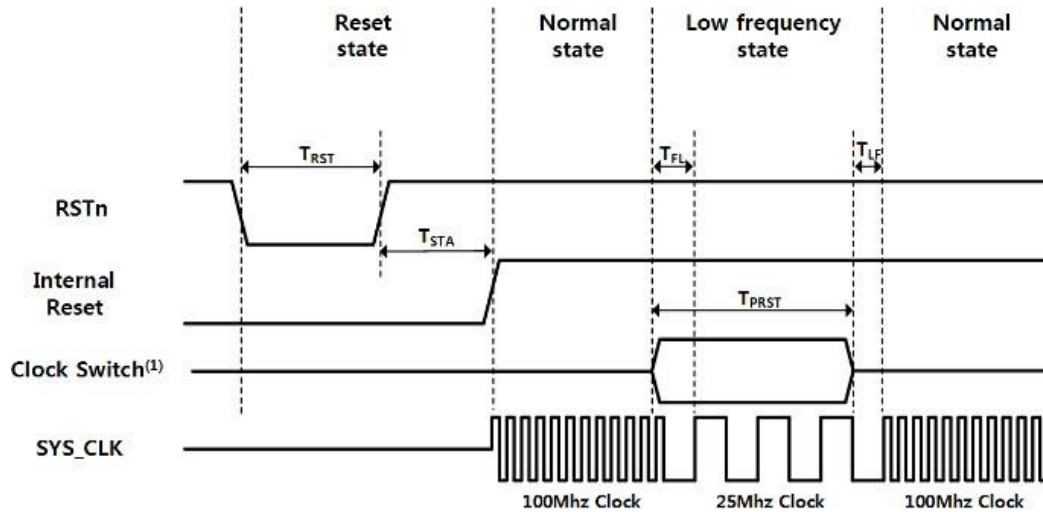 Reset state
Normal state
Low frequency state
Normal state
TRST
TFL
TLF
RSTn
TSTA
Internal Reset
TPRST
Clock Switch(1)
SYS_CLK
100Mhz Clock
25Mhz Clock
100Mhz Clock